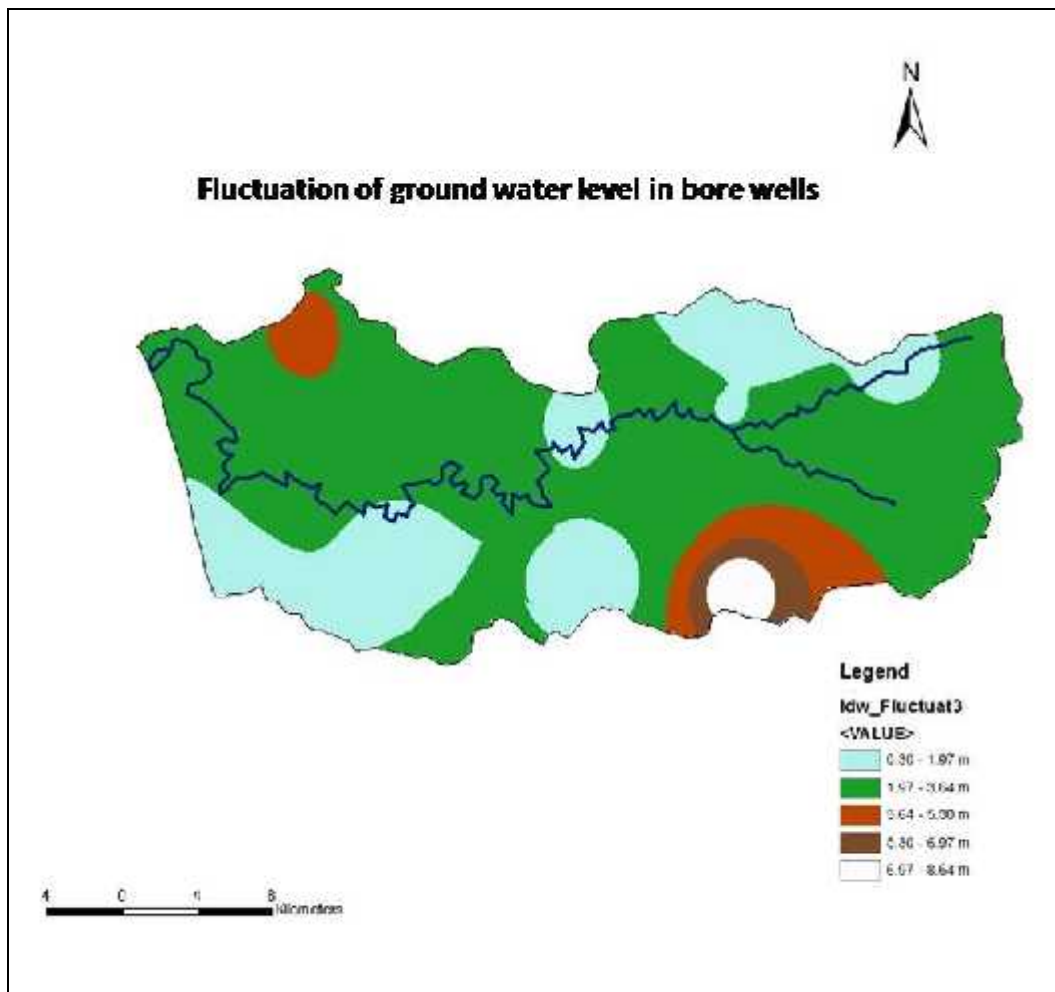 N
Fluctuation of ground water level in bore wells
Legend
Idw_Fluctuat3
<VALUE>
0.30 - 1.97 m
1.97 - 3.64 m
3.64 - 5.30 m
5.30 - 6.97 m
6.97 - 8.64 m
4 0 4 8
Kilometers